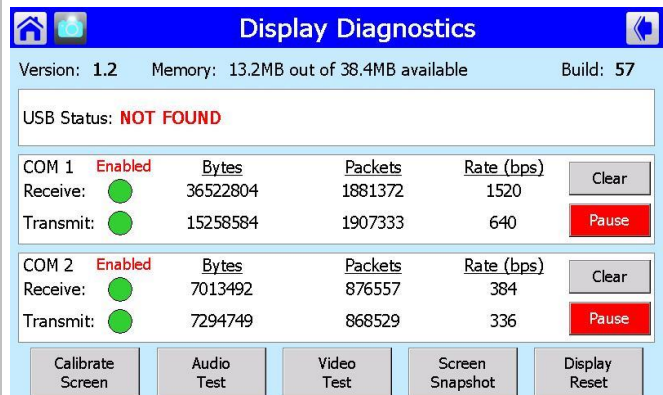 Display Diagnostics
Version: 1.2 Memory: 13.2MB out of 38.4MB available Build: 57
USB Status: NOT FOUND
COM 1 Enabled Bytes Packets Rate (bps) Clear
Receive: 36522804 1881372 1520
Transmit: 15258584 1907333 640 Pause
COM 2 Enabled Bytes Packets Rate (bps) Clear
Receive: 7013492 876557 384
Transmit: 7294749 868529 336 Pause
Calibrate Screen
Audio Test
Video Test
Screen Snapshot
Display Reset